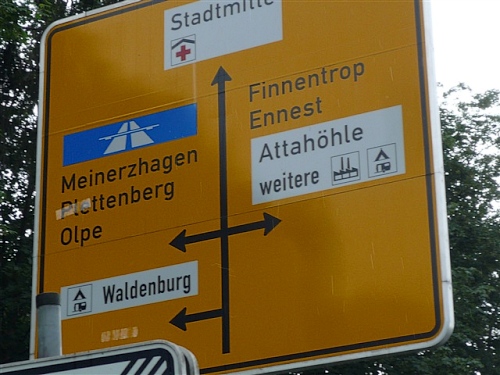 Stadtmitte
Finnentrop
Ennest
Attahöhle
weitere
Meinerzhagen
Plettenberg
Olpe
Waldenburg